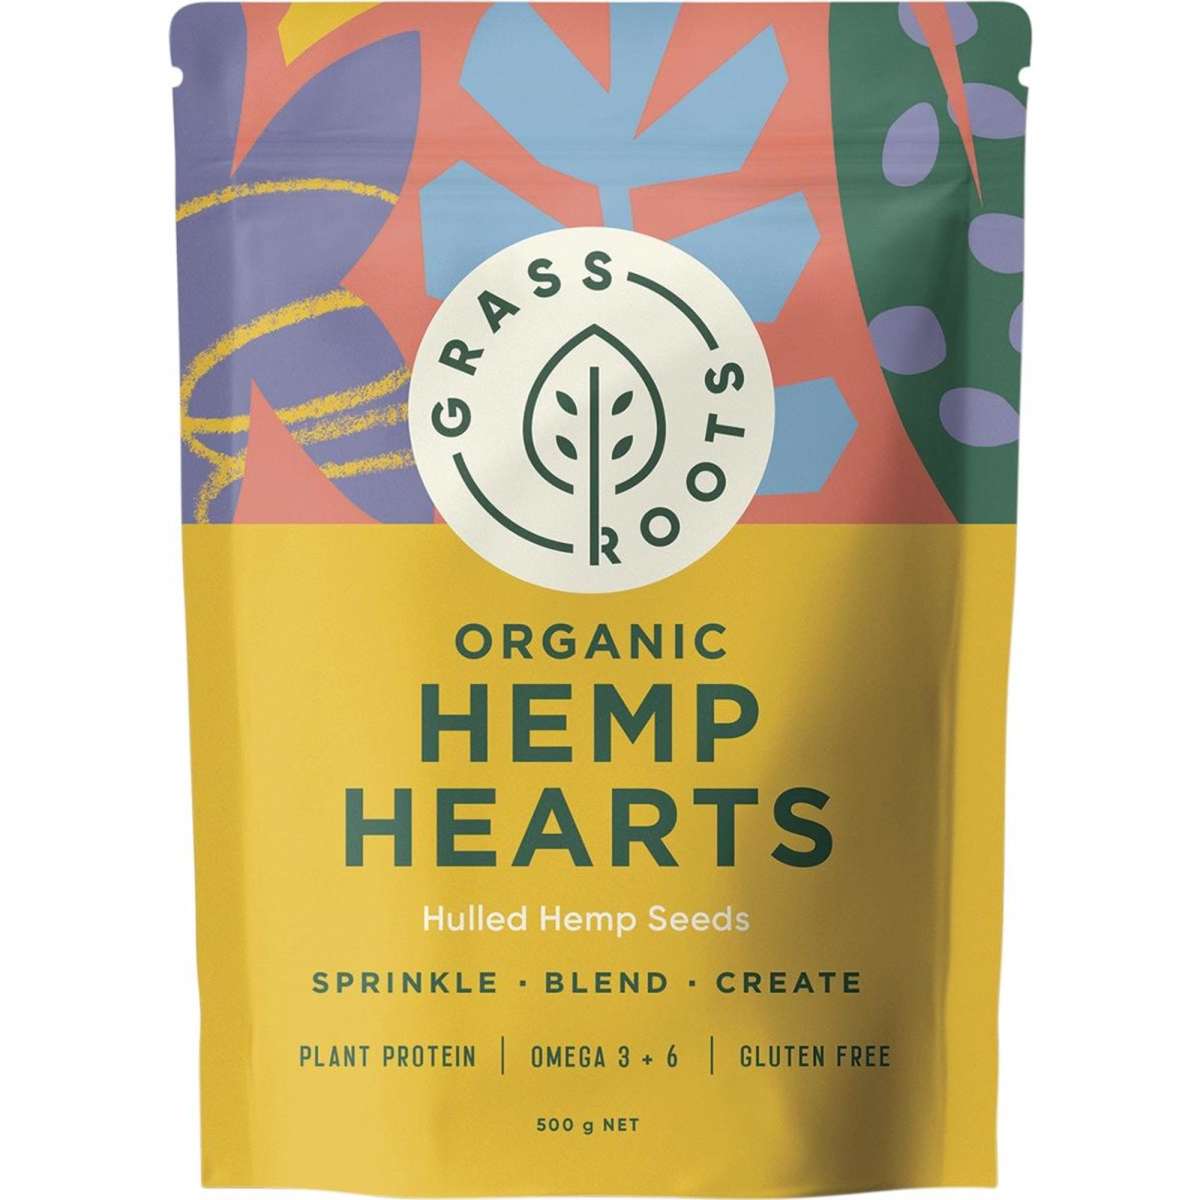 GRASS
ROOTS
ORGANIC
HEMP
HEARTS
Hulled Hemp Seeds
SPRINKLE · BLEND · CREATE
PLANT PROTEIN | OMEGA 3 + 6 | GLUTEN FREE
500 g NET